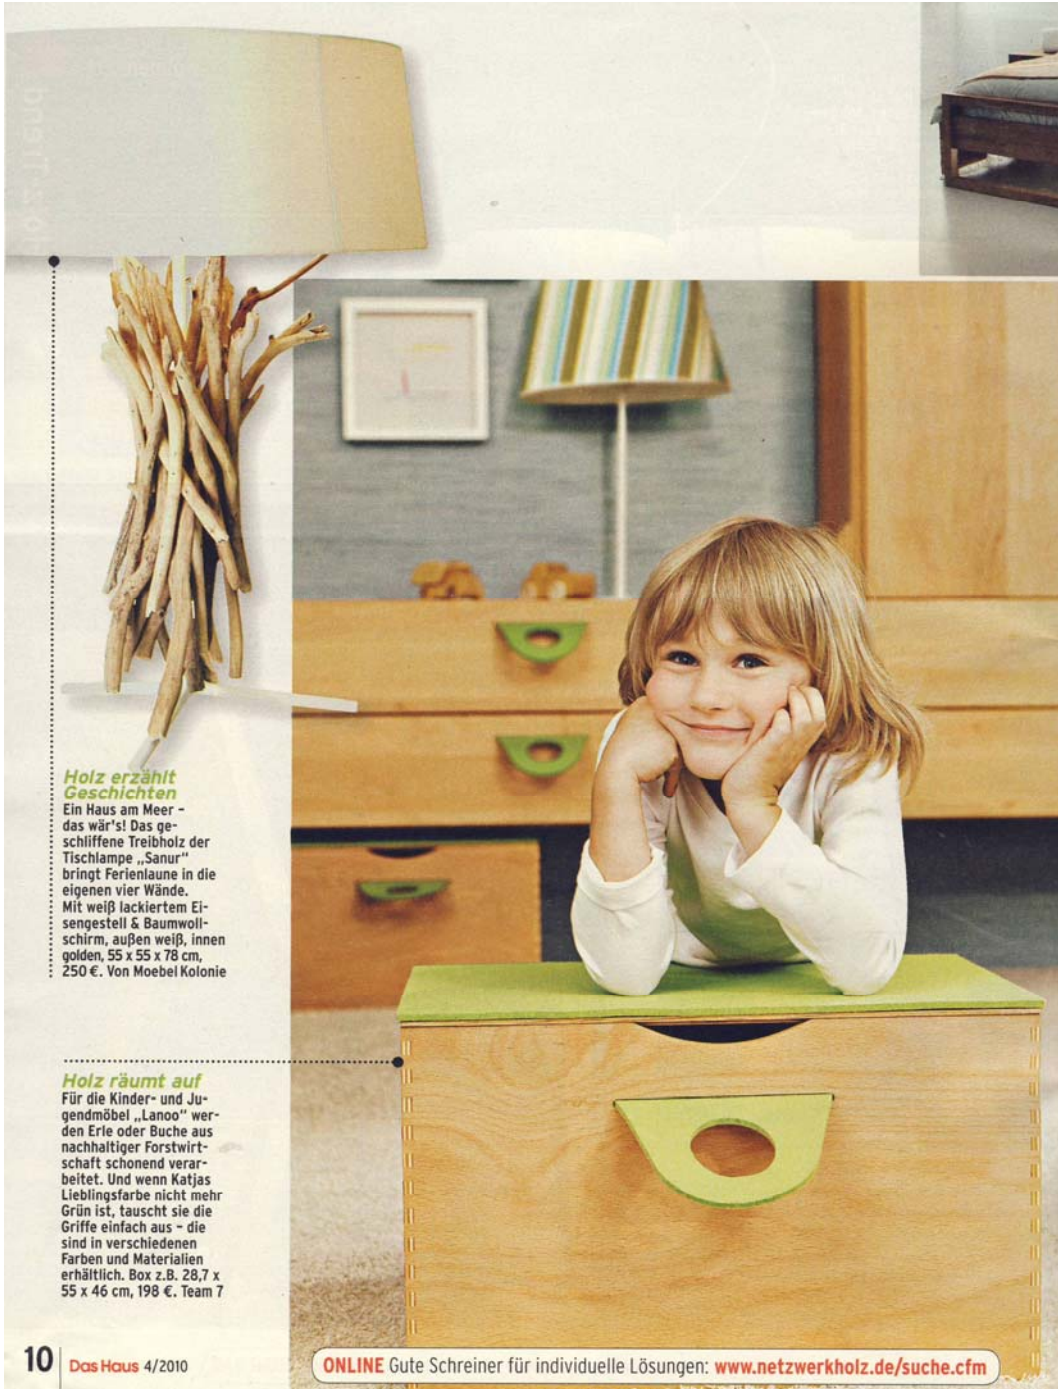 Holz erzählt
Geschichten
Ein Haus am Meer –
das wär's! Das ge-
schliffene Treibholz der
Tischlampe „Sanur"
bringt Ferienlaune in die
eigenen vier Wände.
Mit weiß lackiertem Ei-
sengestell & Baumwoll-
schirm, außen weiß, innen
golden, 55 x 55 x 78 cm,
250 €. Von Moebel Kolonie
Holz räumt auf
Für die Kinder- und Ju-
gendmöbel „Lanoo" wer-
den Erle oder Buche aus
nachhaltiger Forstwirt-
schaft schonend verar-
beitet. Und wenn Katjas
Lieblingsfarbe nicht mehr
Grün ist, tauscht sie die
Griffe einfach aus – die
sind in verschiedenen
Farben und Materialien
erhältlich. Box z.B. 28,7 x
55 x 46 cm, 198 €. Team 7
10 Das Haus 4/2010
ONLINE Gute Schreiner für individuelle Lösungen: www.netzwerkholz.de/suche.cfm